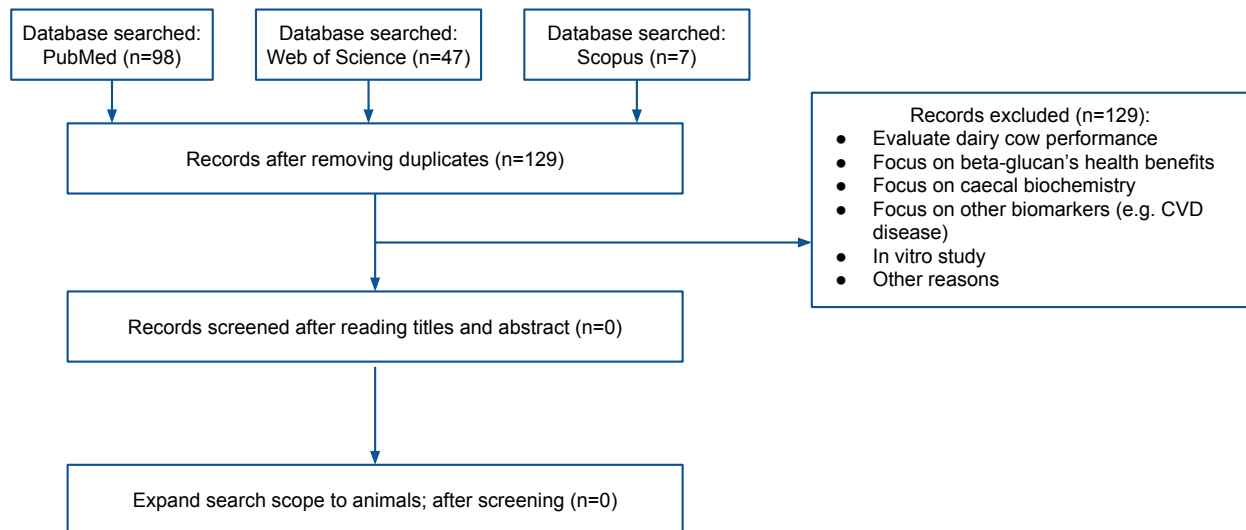 Database searched:
PubMed (n=98)
Database searched:
Web of Science (n=47)
Database searched:
Scopus (n=7)
Records after removing duplicates (n=129)
Records excluded (n=129):
● Evaluate dairy cow performance
● Focus on beta-glucan’s health benefits
● Focus on caecal biochemistry
● Focus on other biomarkers (e.g. CVD
disease)
● In vitro study
● Other reasons
Records screened after reading titles and abstract (n=0)
Expand search scope to animals; after screening (n=0)